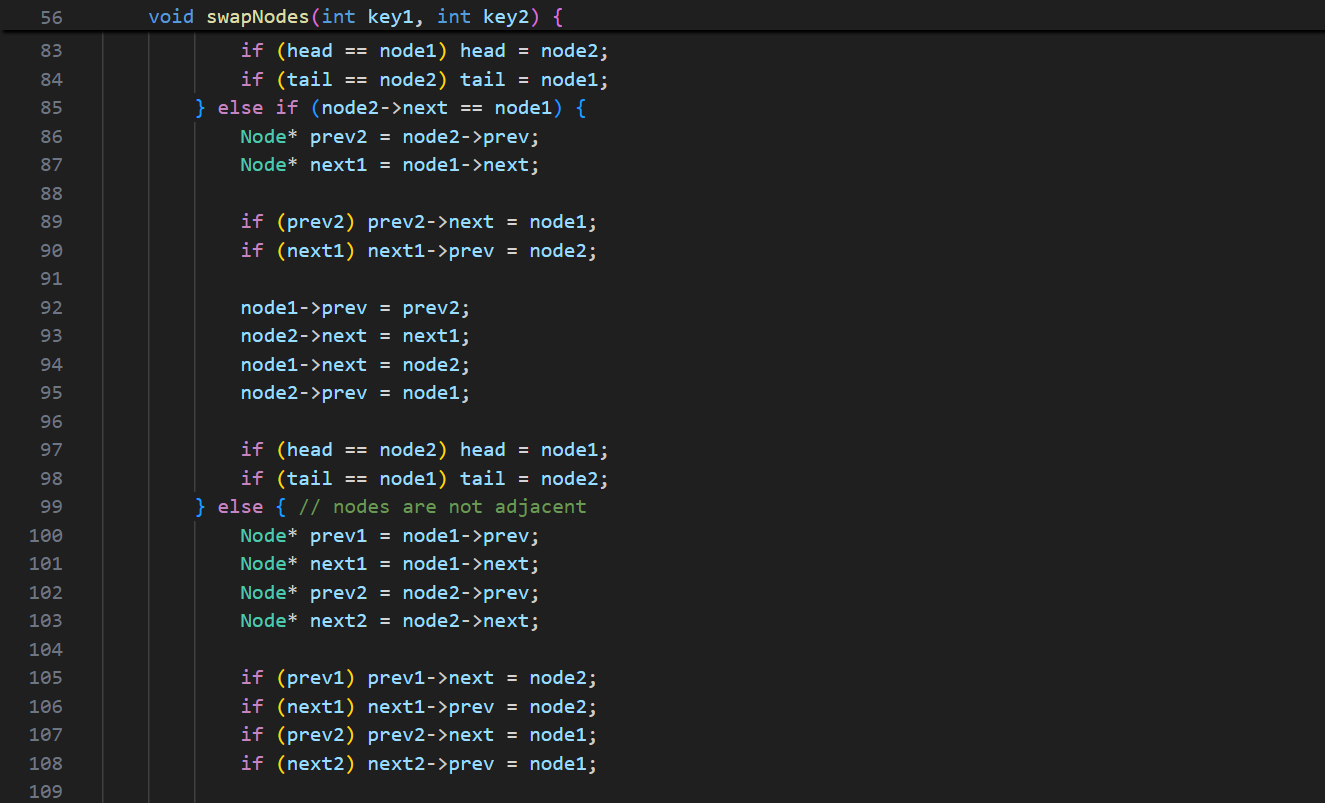 56 void swapNodes(int key1, int key2) {
83 if (head == node1) head = node2;
84 if (tail == node2) tail = node1;
85 } else if (node2->next == node1) {
86 Node* prev2 = node2->prev;
87 Node* next1 = node1->next;
88
89 if (prev2) prev2->next = node1;
90 if (next1) next1->prev = node2;
91
92 node1->prev = prev2;
93 node2->next = next1;
94 node1->next = node2;
95 node2->prev = node1;
96
97 if (head == node2) head = node1;
98 if (tail == node1) tail = node2;
99 } else { // nodes are not adjacent
100 Node* prev1 = node1->prev;
101 Node* next1 = node1->next;
102 Node* prev2 = node2->prev;
103 Node* next2 = node2->next;
104
105 if (prev1) prev1->next = node2;
106 if (next1) next1->prev = node2;
107 if (prev2) prev2->next = node1;
108 if (next2) next2->prev = node1;
109